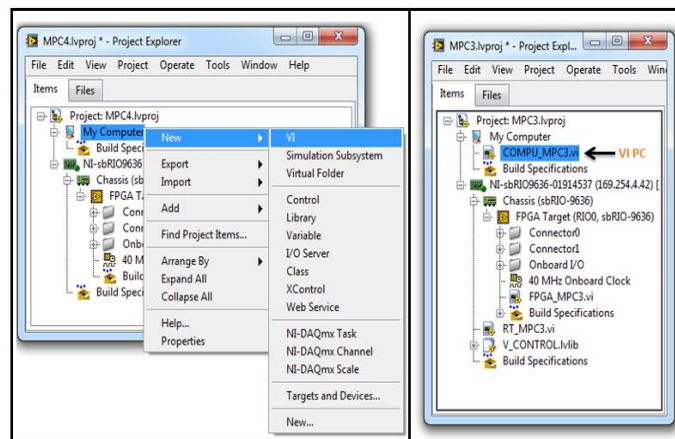 MPC4.lvproj * - Project Explorer
File Edit View Project Operate Tools Window Help
Items Files
Project: MPC4.lvproj
My Computer
Build Speci
NI-sbRIO9636
Chassis (sb
FPGA T
Conn
Conn
Onbo
40 M
Build
Build Speci
New
Export
Import
Add
Find Project Items...
Arrange By
Expand All
Collapse All
Help...
Properties
VI
Simulation Subsystem
Virtual Folder
Control
Library
Variable
I/O Server
Class
XControl
Web Service
NI-DAQmx Task
NI-DAQmx Channel
NI-DAQmx Scale
Targets and Devices...
New...
MPC3.lvproj * - Project Expl...
File Edit View Project Operate Tools Win
Items Files
Project: MPC3.lvproj
My Computer
COMPU_MPC3.vi VI PC
Build Specifications
NI-sbRIO9636-01914537 (169.254.4.42) [
Chassis (sbRIO-9636)
FPGA Target (RIO0, sbRIO-9636)
Connector0
Connector1
Onboard I/O
40 MHz Onboard Clock
FPGA_MPC3.vi
Build Specifications
RT_MPC3.vi
V_CONTROL.lvlib
Build Specifications